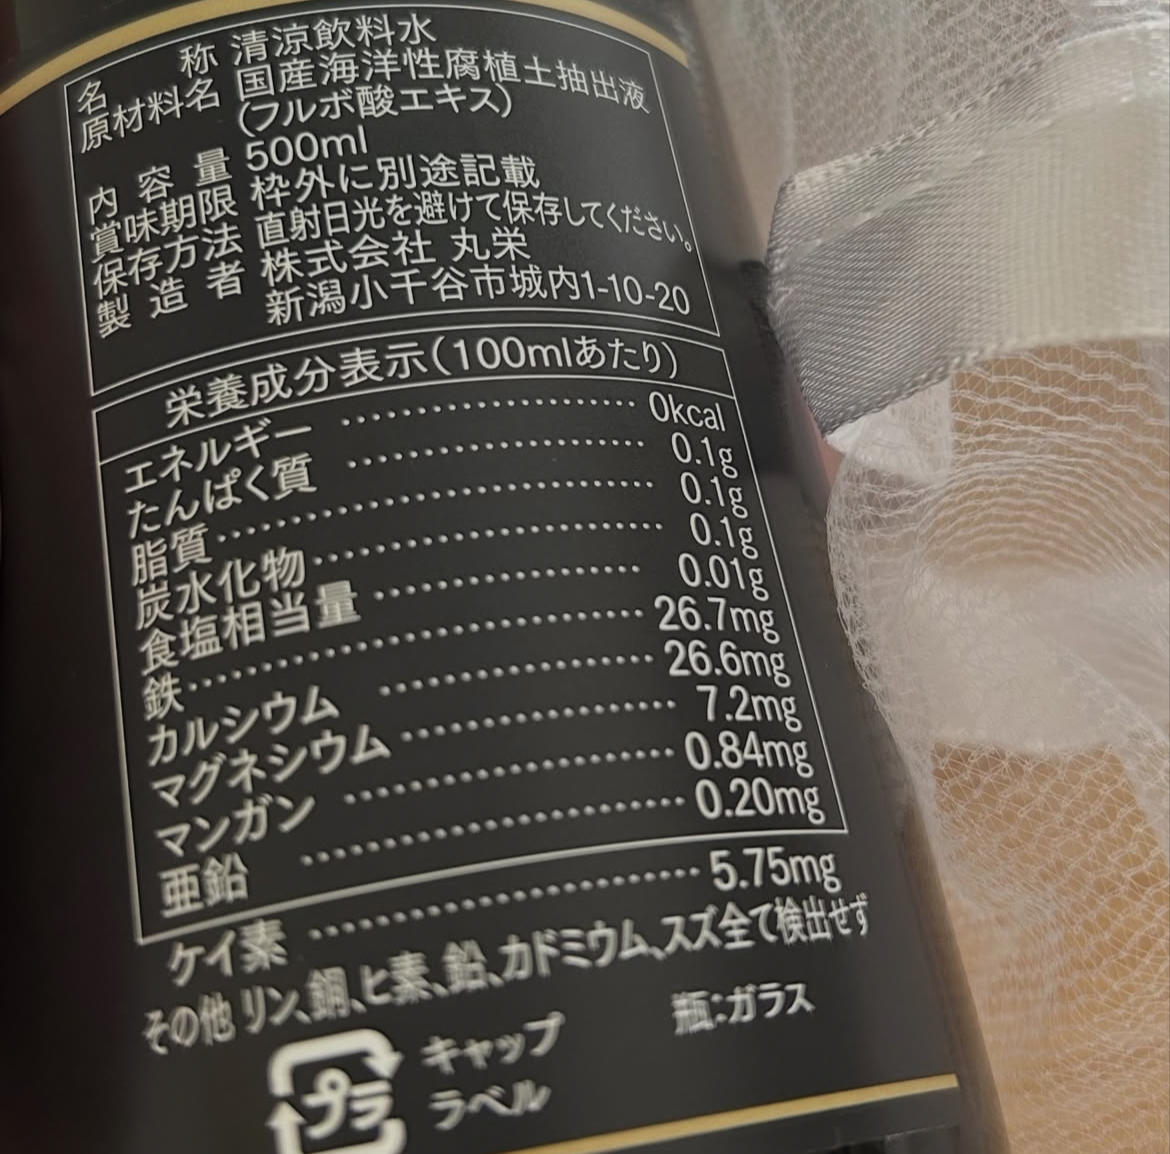 名称 清涼飲料水
原材料名 国産海洋性腐植土抽出液
(フルボ酸エキス)
内容量 500ml
賞味期限 枠外に別途記載
保存方法 直射日光を避けて保存してください。
製造者 株式会社 丸栄
新潟小千谷市城内1-10-20
栄養成分表示(100mlあたり)
エネルギー 0kcal
たんぱく質 0.1g
脂質 0.1g
炭水化物 0.1g
食塩相当量 0.01g
鉄 26.7mg
カルシウム 26.6mg
マグネシウム 7.2mg
マンガン 0.84mg
亜鉛 0.20mg
ケイ素 5.75mg
その他 リン、銅、ヒ素、鉛、カドミウム、スズ全て検出せず
瓶:ガラス
プラ
キャップ
ラベル